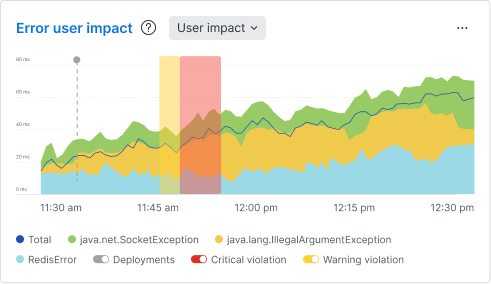 Error user impact ? User impact
80 ms
60 ms
40 ms
20 ms
0 ms
11:30 am 11:45 am 12:00 pm 12:15 pm 12:30 pm
Total java.net.SocketException java.lang.IllegalArgumentException
RedisError Deployments Critical violation Warning violation